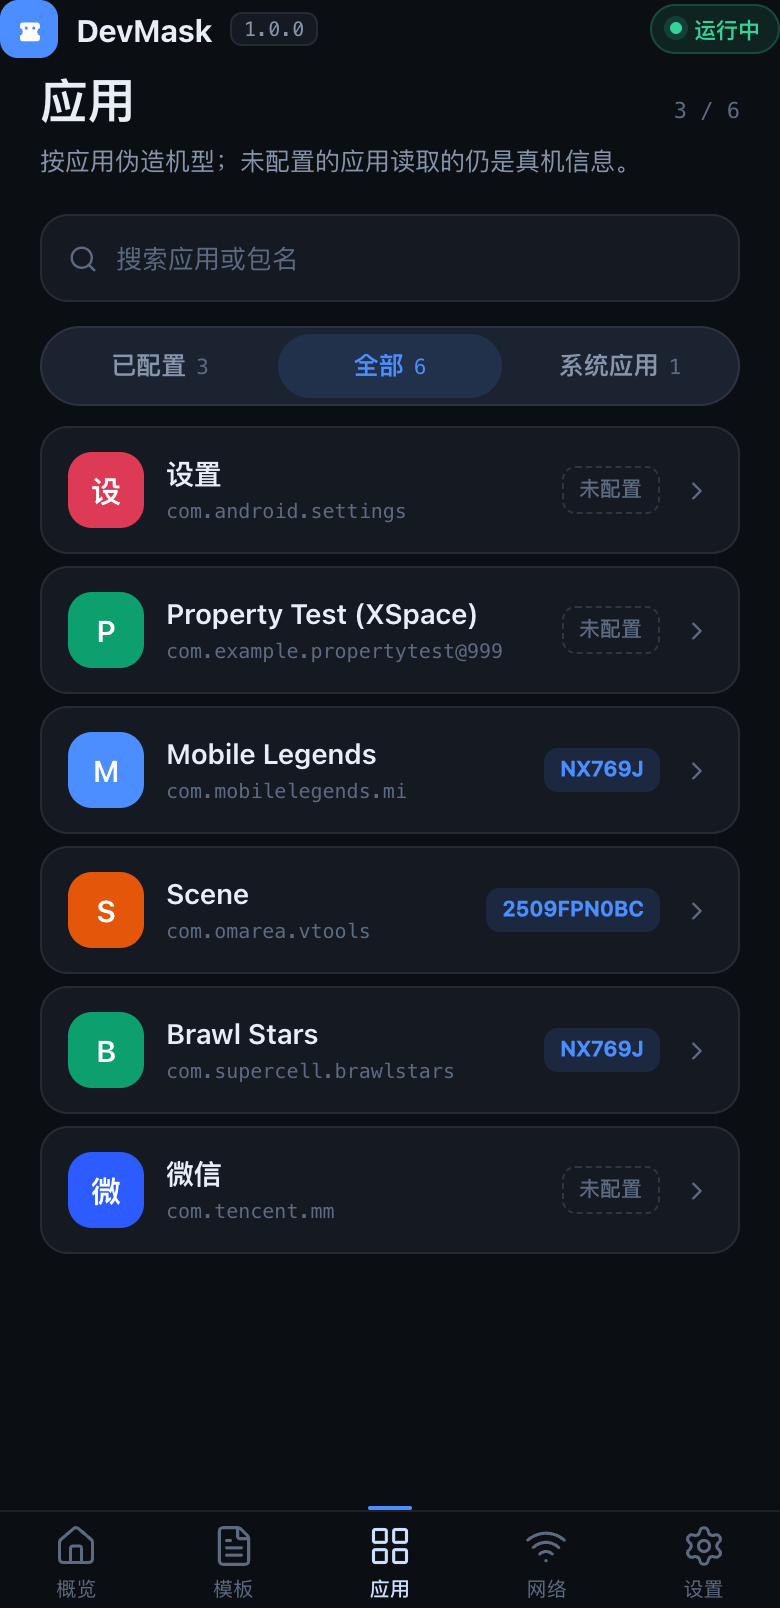 DevMask 1.0.0 运行中
应用 3 / 6
按应用伪造机型；未配置的应用读取的仍是真机信息。
搜索应用或包名
已配置 3 全部 6 系统应用 1
设 设置 未配置
com.android.settings
P Property Test (XSpace) 未配置
com.example.propertytest@999
M Mobile Legends NX769J
com.mobilelegends.mi
S Scene 2509FPN0BC
com.omarea.vtools
B Brawl Stars NX769J
com.supercell.brawlstars
微 微信 未配置
com.tencent.mm
概览 模板 应用 网络 设置